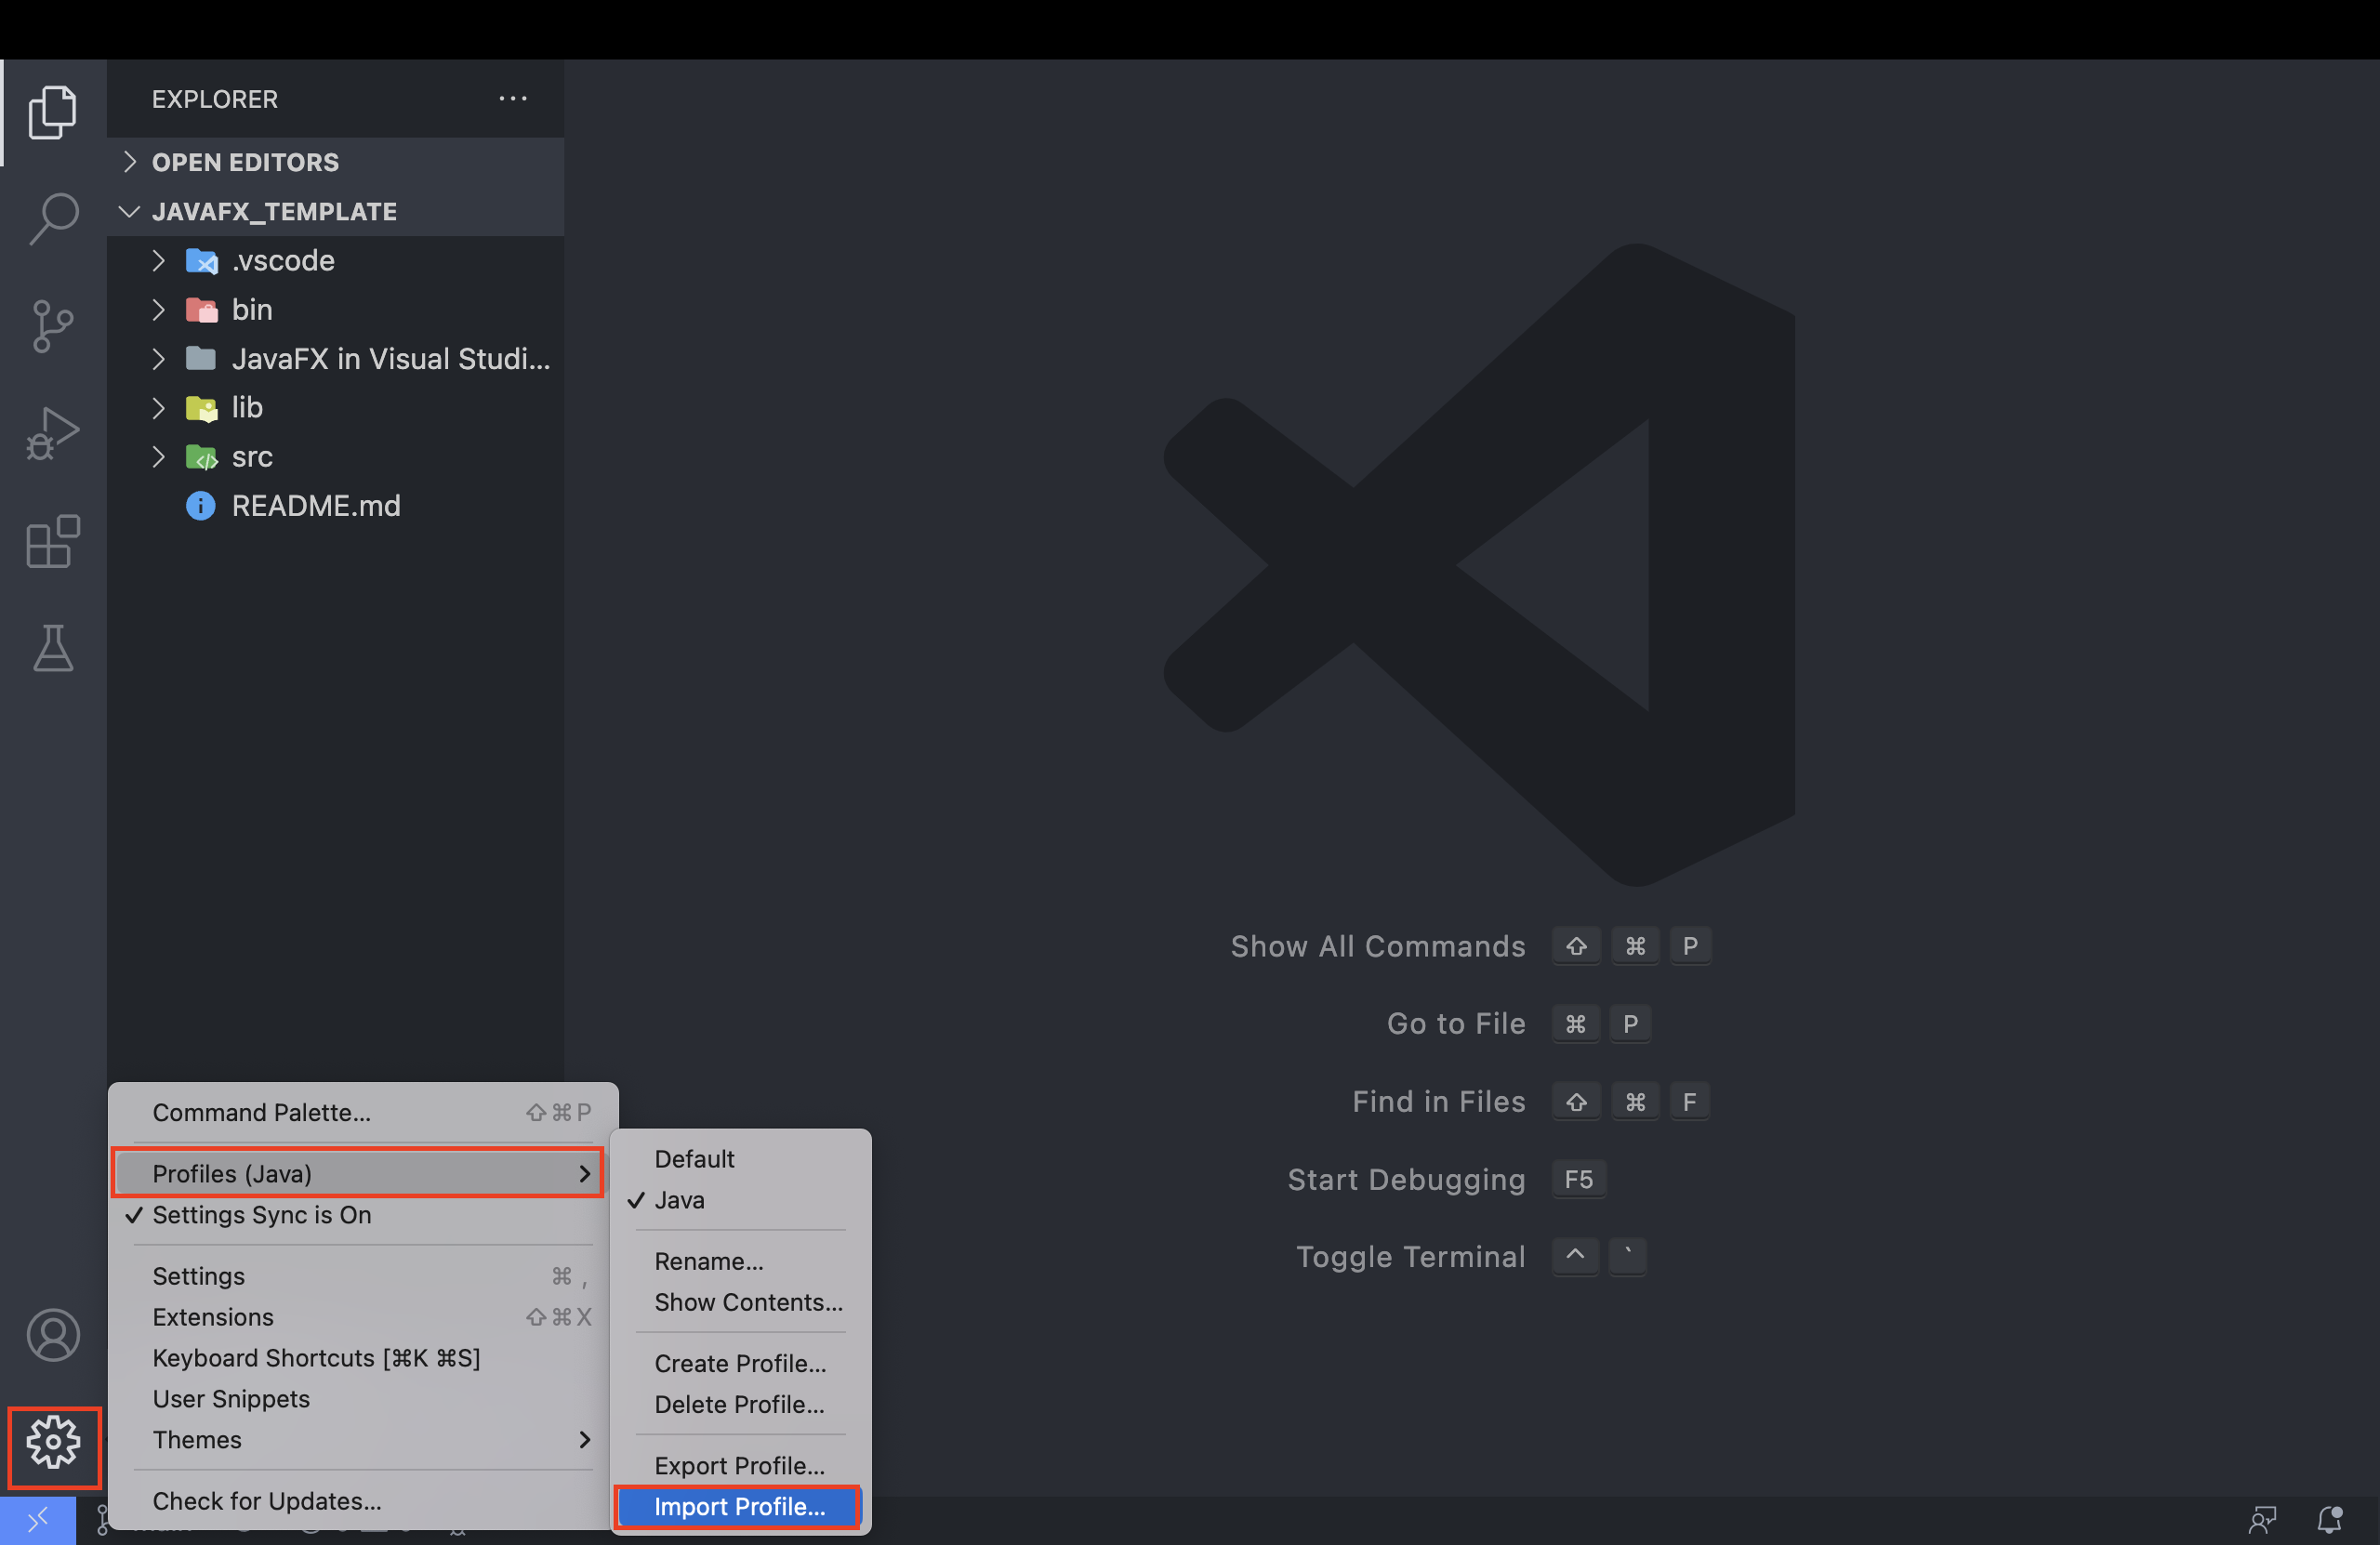 EXPLORER
OPEN EDITORS
JAVAFX_TEMPLATE
.vscode
bin
JavaFX in Visual Studi...
lib
src
README.md
Show All Commands ⇧ ⌘ P
Go to File ⌘ P
Find in Files ⇧ ⌘ F
Start Debugging F5
Toggle Terminal ^ `
Command Palette... ⇧⌘P
Profiles (Java)
Settings Sync is On
Settings ⌘ ,
Extensions ⇧⌘X
Keyboard Shortcuts [⌘K ⌘S]
User Snippets
Themes
Check for Updates...
Default
Java
Rename...
Show Contents...
Create Profile...
Delete Profile...
Export Profile...
Import Profile...